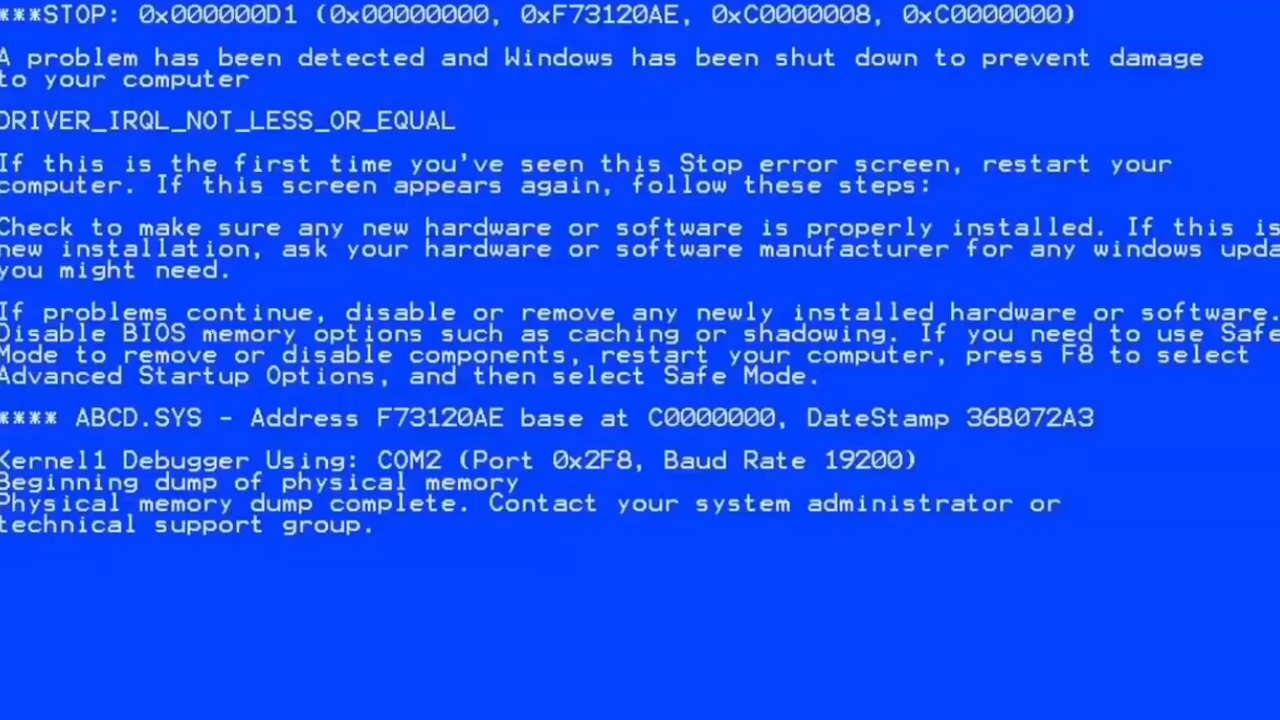 ***STOP: 0x000000D1 (0x00000000, 0xF73120AE, 0xC0000008, 0xC0000000)
A problem has been detected and Windows has been shut down to prevent damage
to your computer
DRIVER_IRQL_NOT_LESS_OR_EQUAL
If this is the first time you've seen this Stop error screen, restart your
computer. If this screen appears again, follow these steps:
Check to make sure any new hardware or software is properly installed. If this is
new installation, ask your hardware or software manufacturer for any windows upda
you might need.
If problems continue, disable or remove any newly installed hardware or software.
Disable BIOS memory options such as caching or shadowing. If you need to use Safe
Mode to remove or disable components, restart your computer, press F8 to select
Advanced Startup Options, and then select Safe Mode.
**** ABCD.SYS - Address F73120AE base at C0000000, DateStamp 36B072A3
Kernel1 Debugger Using: COM2 (Port 0x2F8, Baud Rate 19200)
Beginning dump of physical memory
Physical memory dump complete. Contact your system administrator or
technical support group.